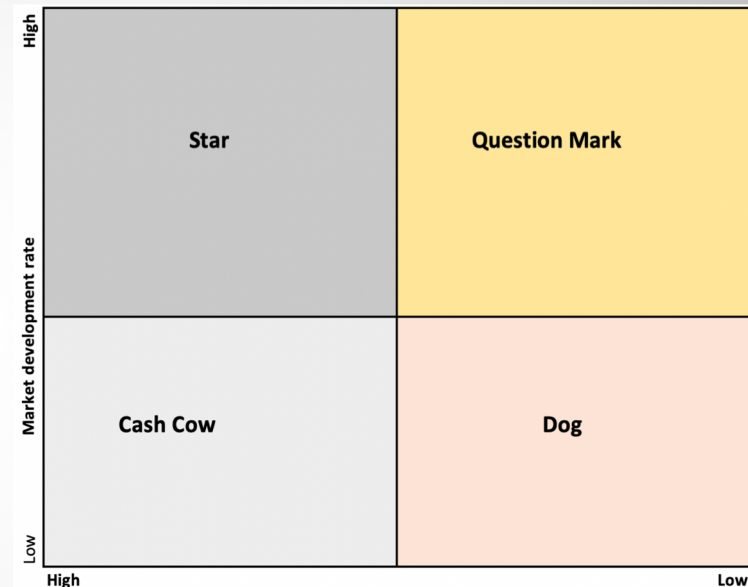 High
Star
Question Mark
Market development rate
Cash Cow
Dog
Low
High
Low